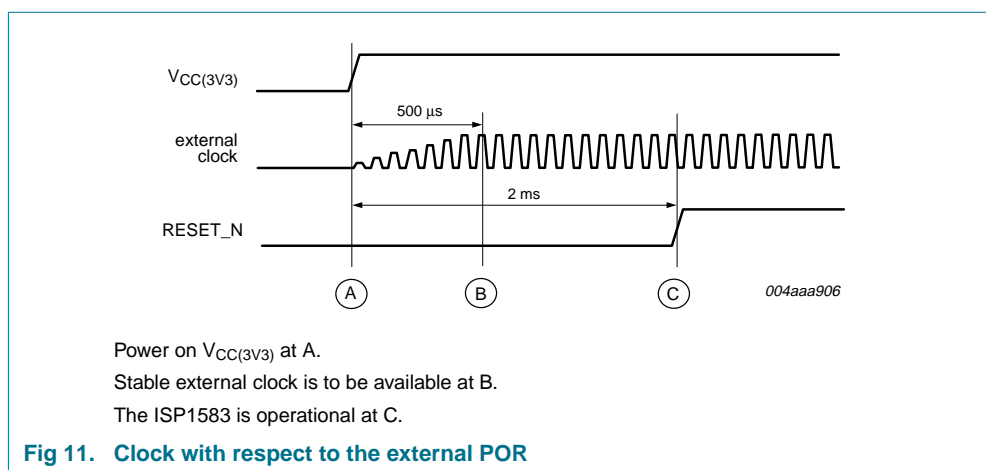 VCC(3V3)
500 μs
external
clock
2 ms
RESET_N
A
B
C
004aaa906
Power on VCC(3V3) at A.
Stable external clock is to be available at B.
The ISP1583 is operational at C.
Fig 11. Clock with respect to the external POR